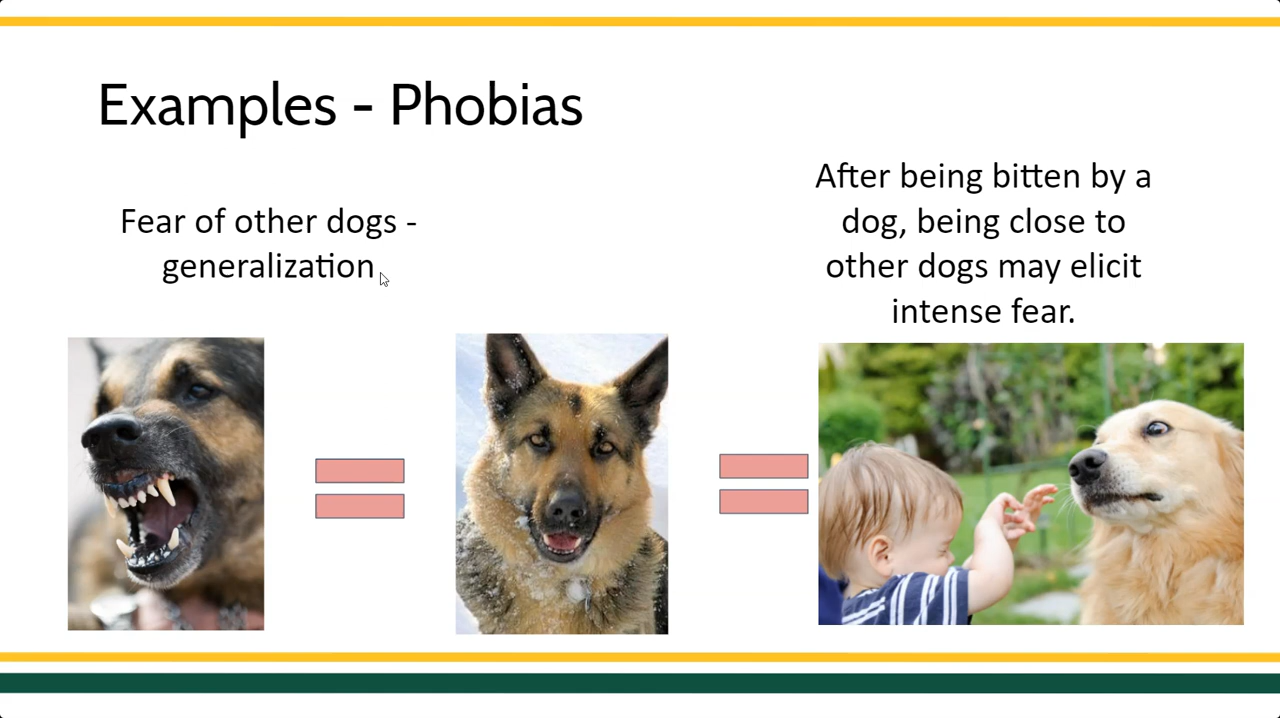 Examples - Phobias
Fear of other dogs -
generalization
After being bitten by a
dog, being close to
other dogs may elicit
intense fear.